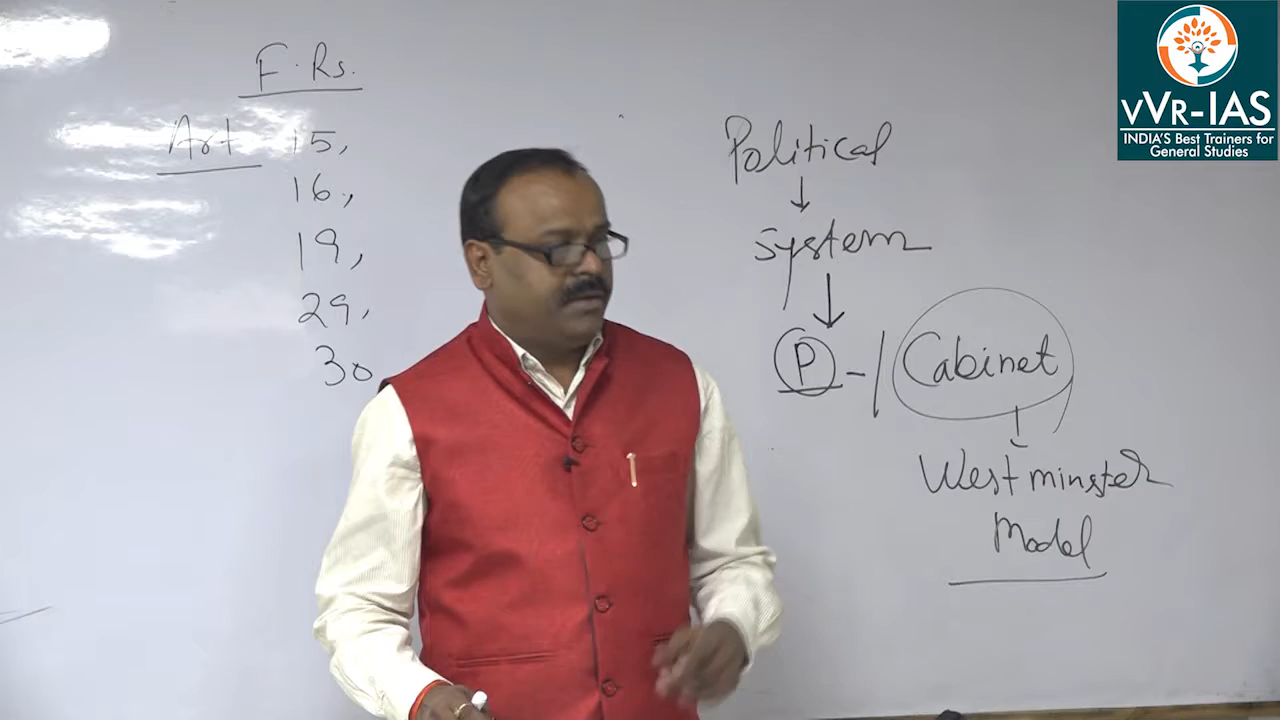 F. Rs.
Art 15,
16,
19,
29,
30
Political
System
P - / Cabinet
Westminster
Model
vVr-IAS
INDIA'S Best Trainers for
General Studies